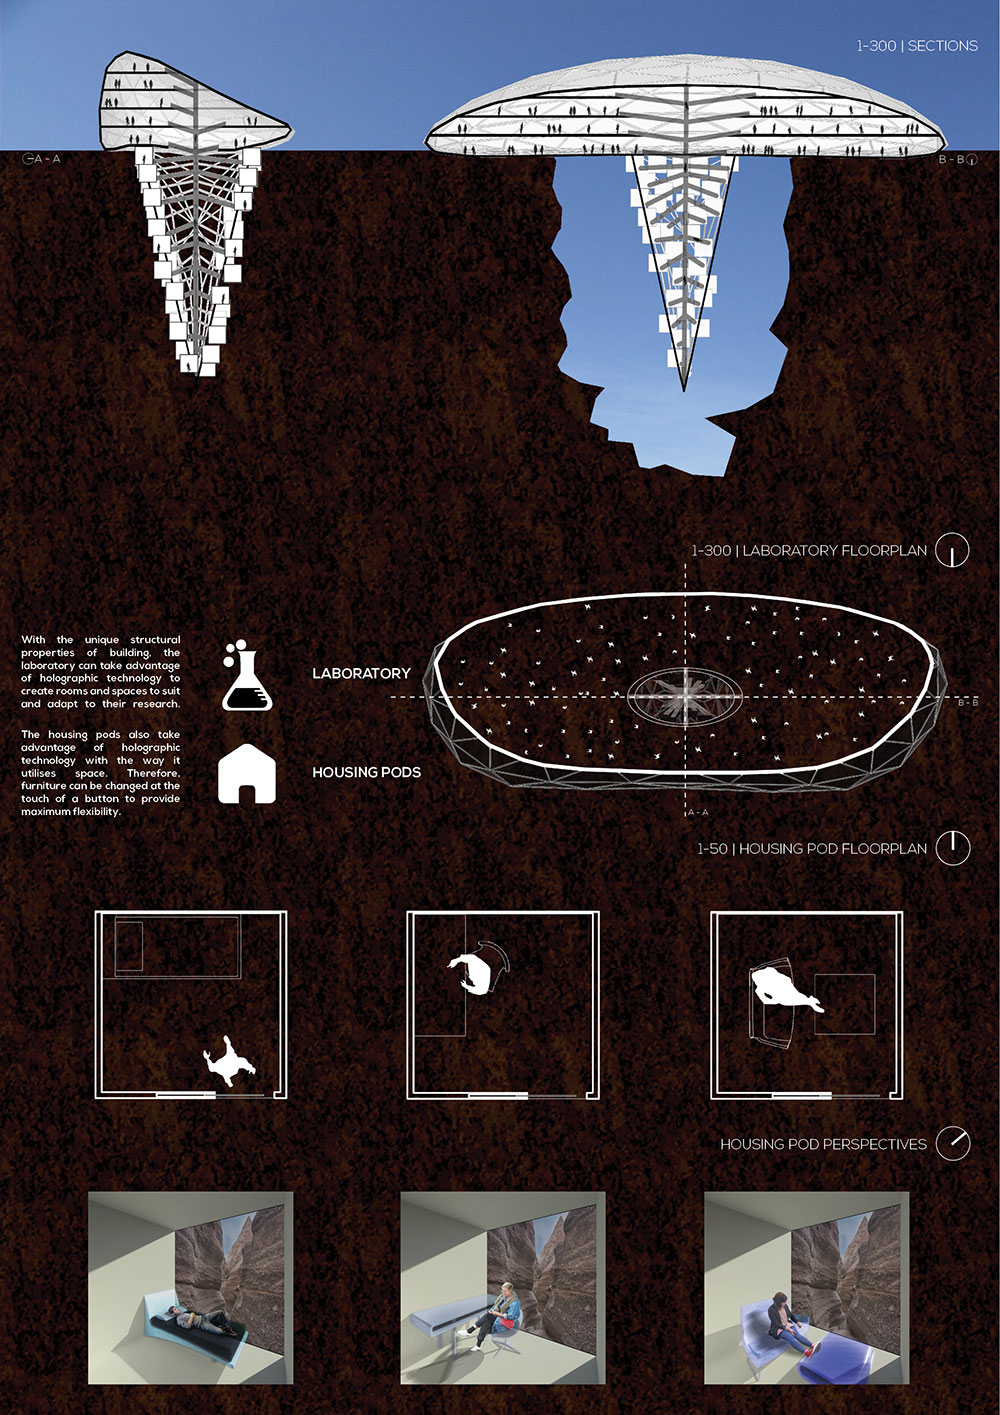 1-300 | SECTIONS
A - A
B - B
1-300 | LABORATORY FLOORPLAN
With the unique structural
properties of building, the
laboratory can take advantage
of holographic technology to
create rooms and spaces to suit
and adapt to their research.
LABORATORY
B - B
The housing pods also take
advantage of holographic
technology with the way it
utilises space. Therefore,
furniture can be changed at the
touch of a button to provide
maximum flexibility.
HOUSING PODS
A - A
1-50 | HOUSING POD FLOORPLAN
HOUSING POD PERSPECTIVES